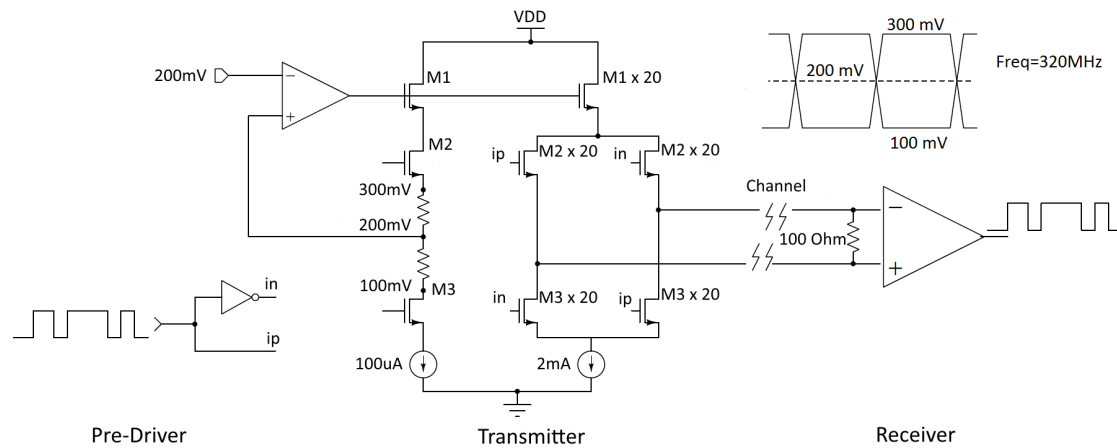 VDD
300 mV
200 mV
100 mV
Freq=320MHz
200mV
−
+
M1
M1 x 20
M2
ip
M2 x 20
in
M2 x 20
300mV
200mV
100mV
M3
in
M3 x 20
ip
M3 x 20
100uA
2mA
Channel
100 Ohm
−
+
in
ip
Pre-Driver
Transmitter
Receiver